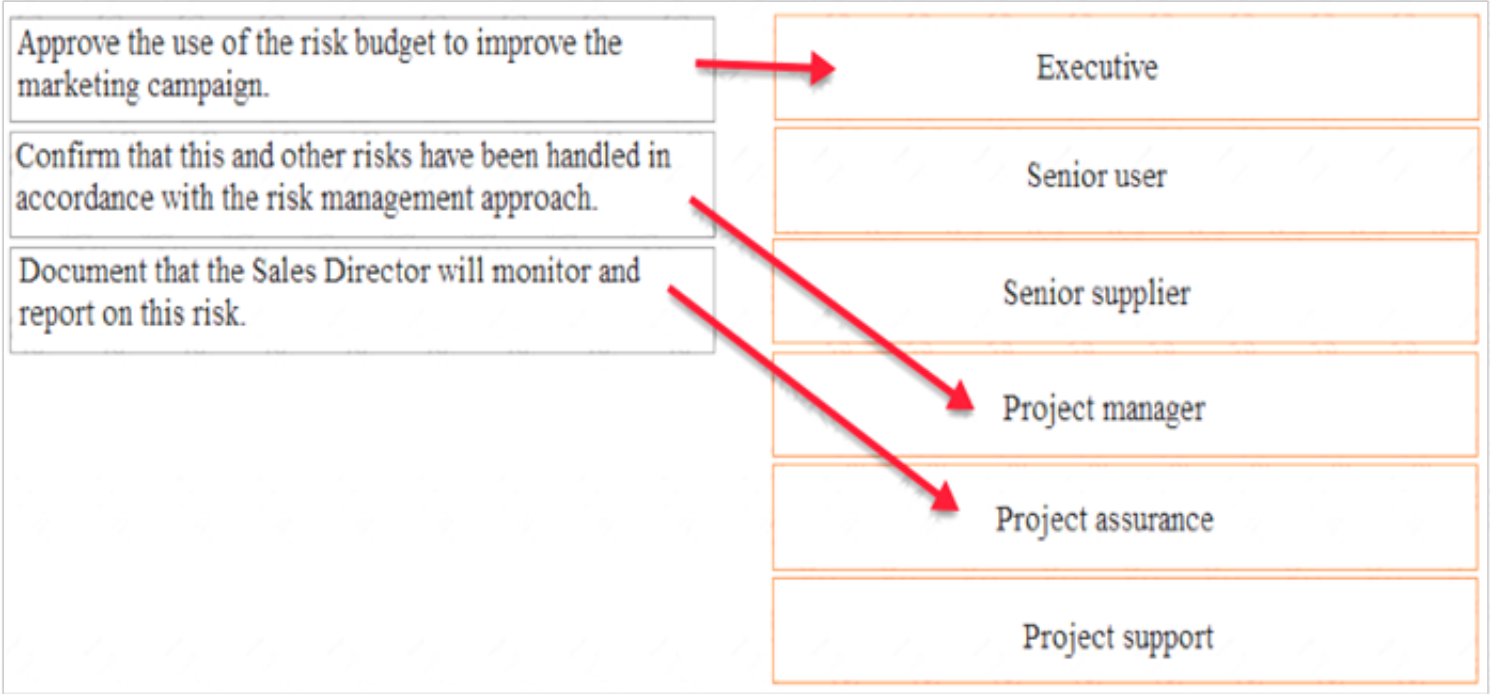 Approve the use of the risk budget to improve the
marketing campaign.
Confirm that this and other risks have been handled in
accordance with the risk management approach.
Document that the Sales Director will monitor and
report on this risk.
Executive
Senior user
Senior supplier
Project manager
Project assurance
Project support